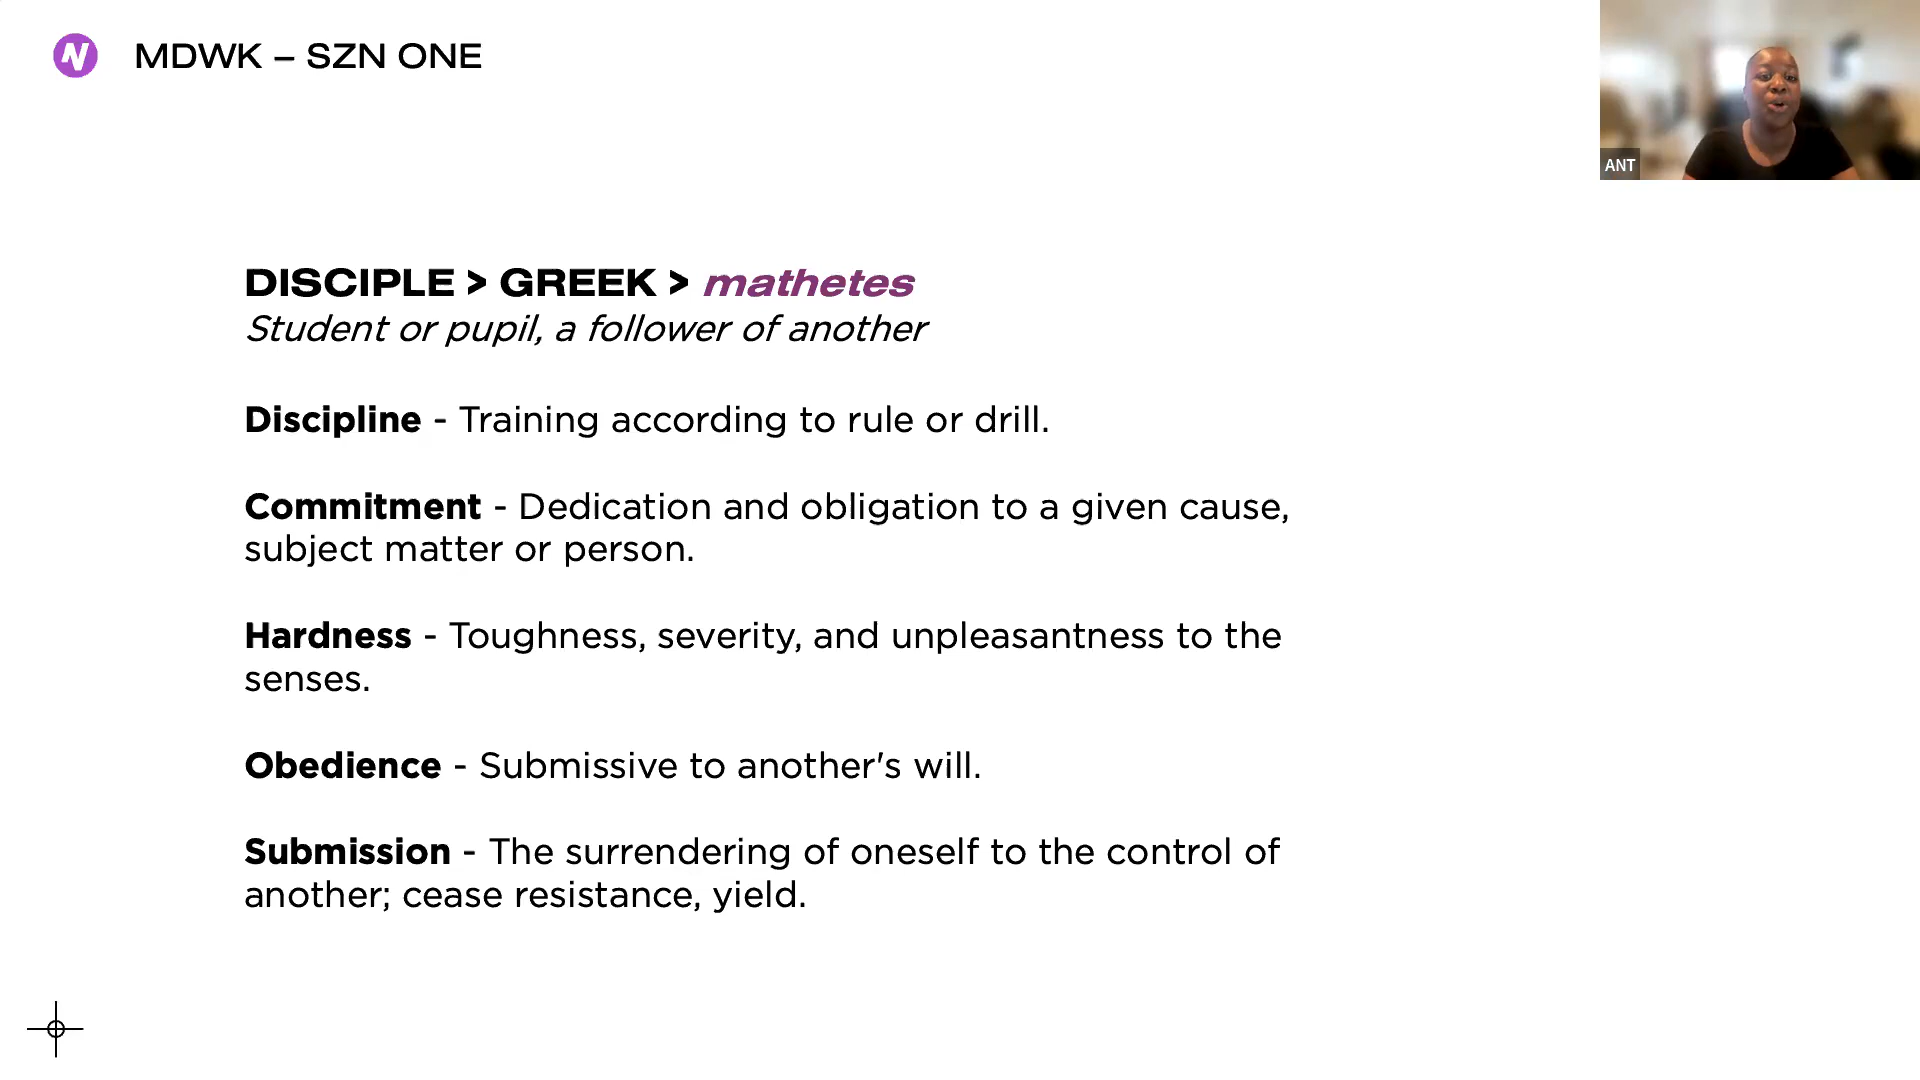 N MDWK – SZN ONE
ANT
DISCIPLE > GREEK > mathetes
Student or pupil, a follower of another
Discipline - Training according to rule or drill.
Commitment - Dedication and obligation to a given cause,
subject matter or person.
Hardness - Toughness, severity, and unpleasantness to the
senses.
Obedience - Submissive to another's will.
Submission - The surrendering of oneself to the control of
another; cease resistance, yield.